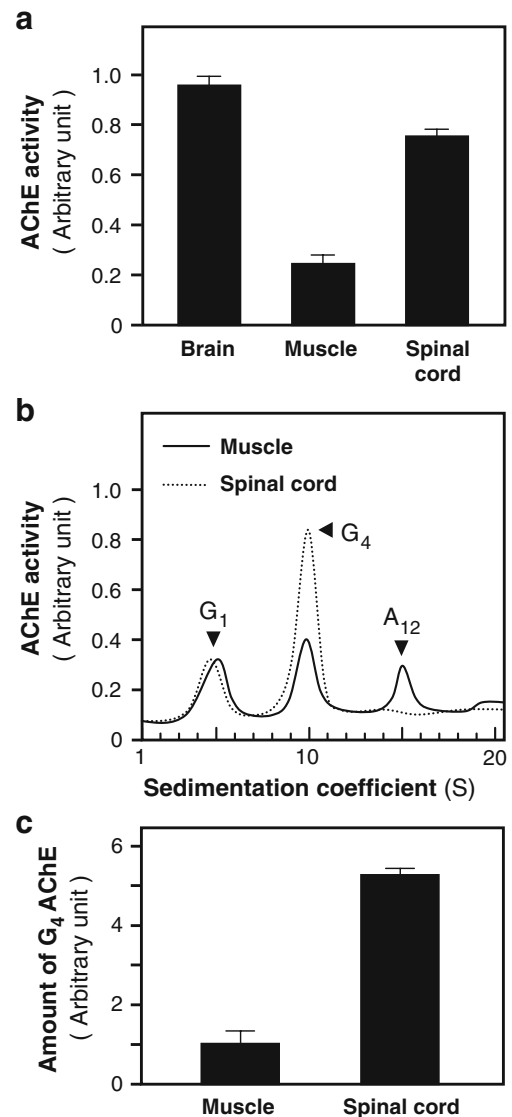 a
AChE activity
( Arbitrary unit )
1.0
0.8
0.6
0.4
0.2
0
Brain
Muscle
Spinal
cord
b
Muscle
Spinal cord
AChE activity
( Arbitrary unit )
1.0
0.8
0.6
0.4
0.2
0
G₁
G₄
A₁₂
1
10
20
Sedimentation coefficient (S)
c
Amount of G₄ AChE
( Arbitrary unit )
6
4
2
0
Muscle
Spinal cord